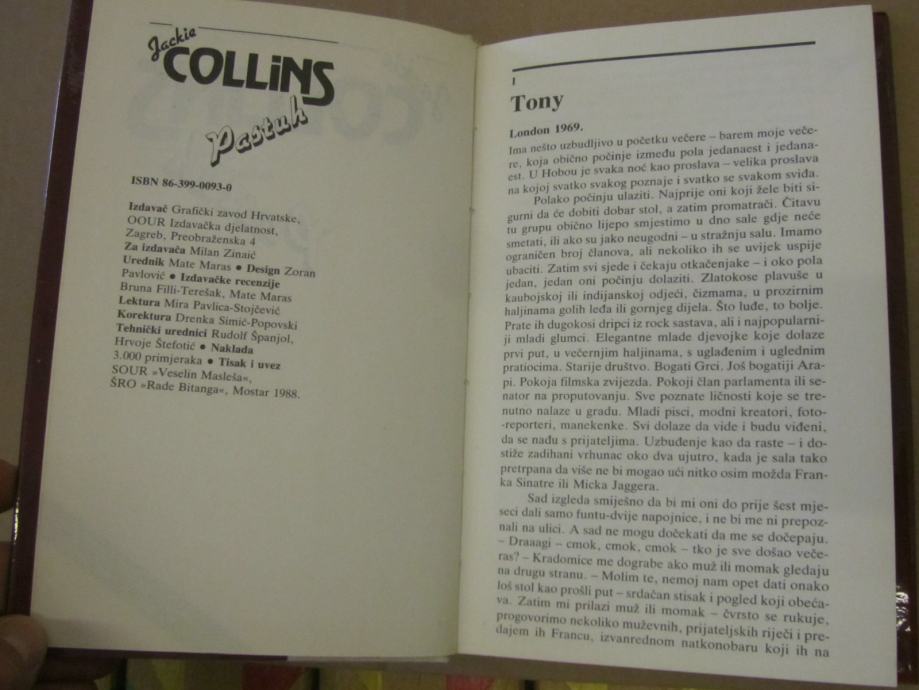 Jackie
COLLiNS
Pastuh
ISBN 86-399-0093-0
Izdavač Grafički zavod Hrvatske,
OOUR Izdavačka djelatnost,
Zagreb, Preobraženska 4
Za izdavača Milan Zinaić
Urednik Mate Maras ● Design Zoran
Pavlović ● Izdavačke recenzije
Bruna Filli-Terešak, Mate Maras
Lektura Mira Pavlica-Stojčević
Korektura Drenka Simić-Popovski
Tehnički urednici Rudolf Španjol,
Hrvoje Štefotić ● Naklada
3.000 primjeraka ● Tisak i uvez
SOUR »Veselin Masleša«,
ŠRO »Rade Bitanga«, Mostar 1988.
1
Tony
London 1969.
Ima nešto uzbudljivo u početku večere – barem moje veče-
re, koja obično počinje između pola jedanaest i jedana-
est. U Hobou je svaka noć kao proslava – velika proslava
na kojoj svatko svakog poznaje i svatko se svakom sviđa.
Polako počinju ulaziti. Najprije oni koji žele biti si-
gurni da će dobiti dobar stol, a zatim promatrači. Čitavu
tu grupu obično lijepo smjestimo u dno sale gdje neće
smetati, ili ako su jako neugodni – u stražnju salu. Imamo
ograničen broj članova, ali nekoliko ih se uvijek uspije
ubaciti. Zatim svi sjede i čekaju otkačenjake – i oko pola
jedan, jedan oni počinju dolaziti. Zlatokose plavuše u
kaubojskoj ili indijanskoj odjeći, čizmama, u prozirnim
haljinama golih leđa ili gornjeg dijela. Što luđe, to bolje.
Prate ih dugokosi dripci iz rock sastava, ali i najpopularni-
ji mladi glumci. Elegantne mlade djevojke koje dolaze
prvi put, u večernjim haljinama, s uglađenim i uglednim
pratiocima. Starije društvo. Bogati Grci. Još bogatiji Ara-
pi. Pokoja filmska zvijezda. Pokoji član parlamenta ili se-
nator na proputovanju. Sve poznate ličnosti koje se tre-
nutno nalaze u gradu. Mladi pisci, modni kreatori, foto-
-reporteri, manekenke. Svi dolaze da vide i budu viđeni,
da se nađu s prijateljima. Uzbuđenje kao da raste – i do-
stiže zadihani vrhunac oko dva ujutro, kada je sala tako
pretrpana da više ne bi mogao ući nitko osim možda Fran-
ka Sinatre ili Micka Jaggera.
Sad izgleda smiješno da bi mi oni do prije šest mje-
seci dali samo funtu-dvije napojnice, i ne bi me ni prepoz-
nali na ulici. A sad ne mogu dočekati da me se dočepaju.
– Draaagi – cmok, cmok, cmok – tko je sve došao veče-
ras? – Kradomice me dograbe ako muž ili momak gledaju
na drugu stranu. – Molim te, nemoj nam opet dati onako
loš stol kao prošli put – srdačan stisak i pogled koji obeća-
va. Zatim mi prilazi muž ili momak – čvrsto se rukuje,
progovorimo nekoliko muževnih, prijateljskih riječi i pre-
dajem ih Francu, izvanrednom natkonobaru koji ih na